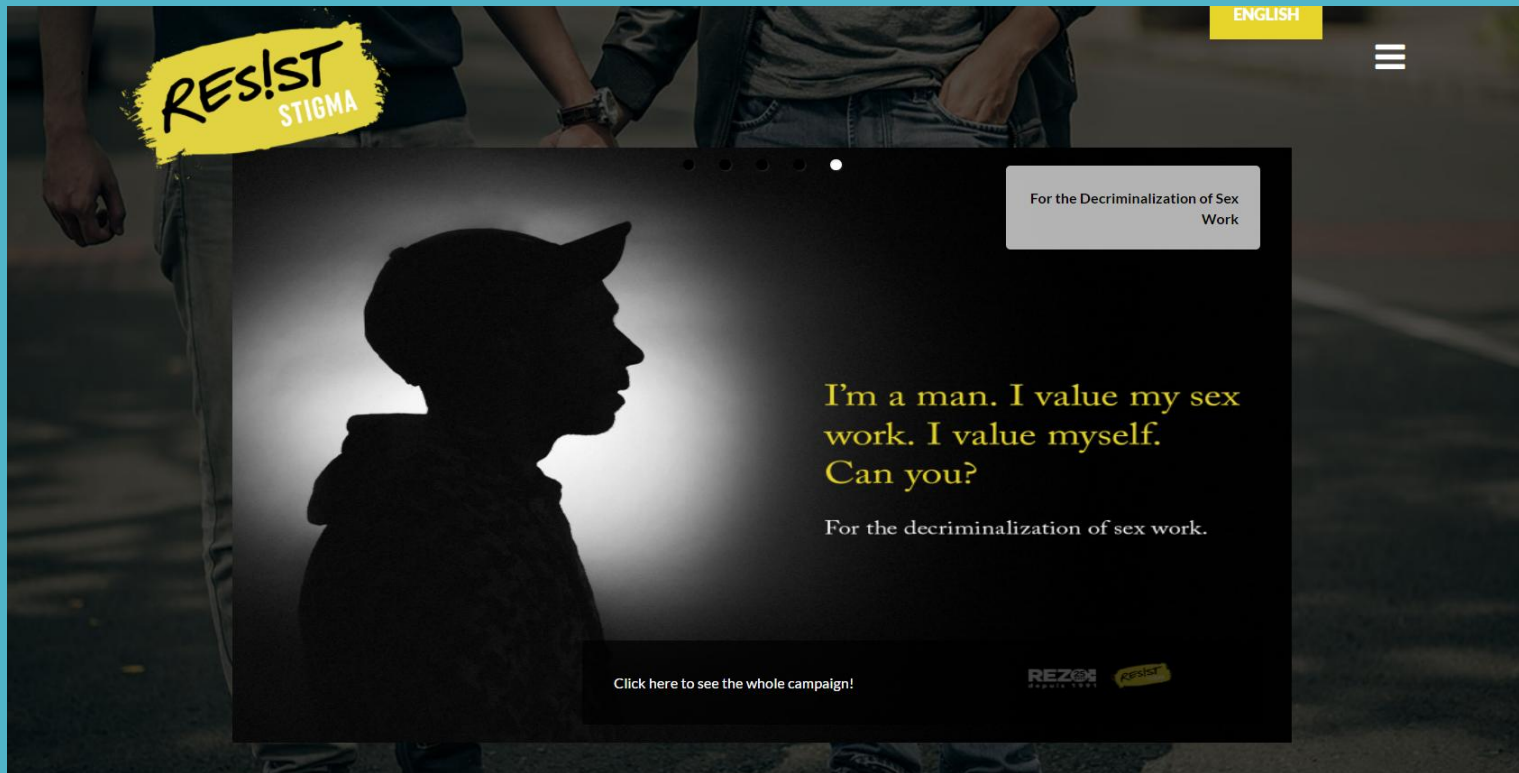 ENGLISH
RES!ST
STIGMA
For the Decriminalization of Sex
Work
I'm a man. I value my sex
work. I value myself.
Can you?
For the decriminalization of sex work.
Click here to see the whole campaign!
REZO
depuis 1991
RES!ST